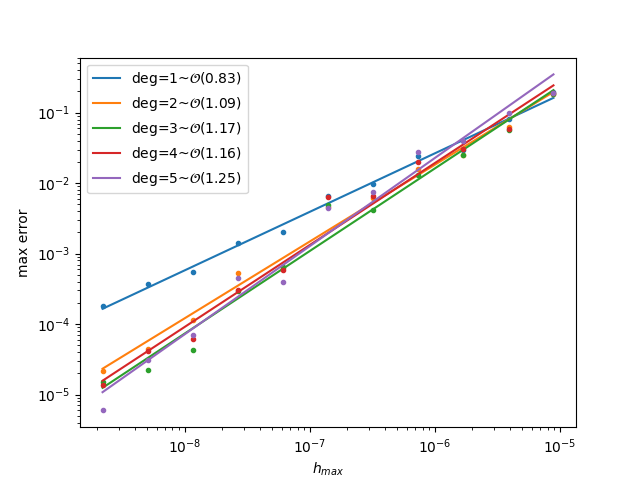 deg=1~𝒪(0.83)
deg=2~𝒪(1.09)
deg=3~𝒪(1.17)
deg=4~𝒪(1.16)
deg=5~𝒪(1.25)
max error
10⁻¹
10⁻²
10⁻³
10⁻⁴
10⁻⁵
10⁻⁸ 10⁻⁷ 10⁻⁶ 10⁻⁵
h_{max}